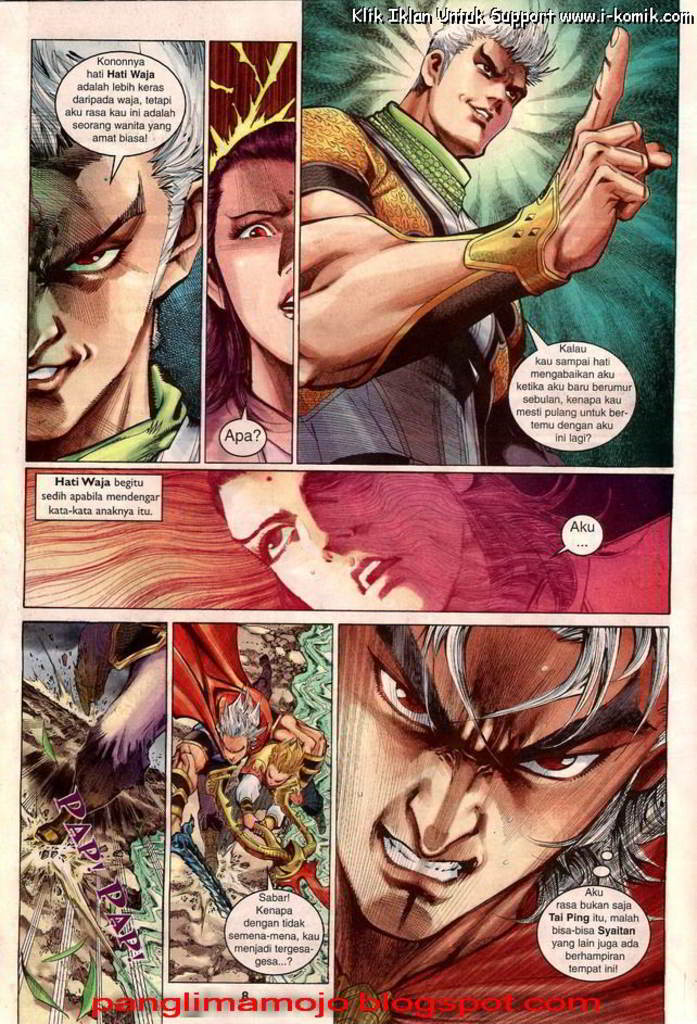 Klik Iklan Untuk Support www.i-komik.com
Kononnya
hati Hati Waja
adalah lebih keras
daripada waja, tetapi
aku rasa kau ini adalah
seorang wanita yang
amat biasa!
Apa?
Kalau
kau sampai hati
mengabaikan aku
ketika aku baru berumur
sebulan, kenapa kau
mesti pulang untuk ber-
temu dengan aku
ini lagi?
Hati Waja begitu
sedih apabila mendengar
kata-kata anaknya itu.
Aku
...
PAP! PAP! PAP!
Sabar!
Kenapa
dengan tidak
semena-mena, kau
menjadi tergesa-
gesa...?
Aku
rasa bukan saja
Tai Ping itu, malah
bisa-bisa Syaitan
yang lain juga ada
berhampiran
tempat ini!
8
panglimamojo.blogspot.com